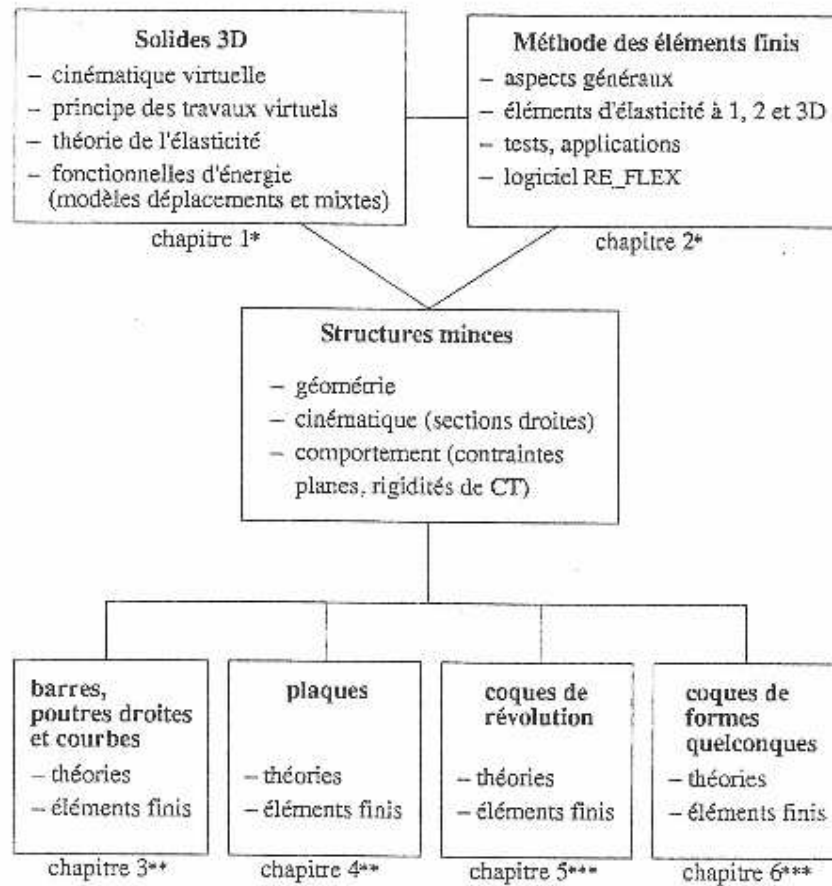 Solides 3D
– cinématique virtuelle
– principe des travaux virtuels
– théorie de l'élasticité
– fonctionnelles d'énergie
(modèles déplacements et mixtes)
chapitre 1*
Méthode des éléments finis
– aspects généraux
– éléments d'élasticité à 1, 2 et 3D
– tests, applications
– logiciel RE_FLEX
chapitre 2*
Structures minces
– géométrie
– cinématique (sections droites)
– comportement (contraintes
planes, rigidités de CT)
barres,
poutres droites
et courbes
– théories
– éléments finis
chapitre 3**
plaques
– théories
– éléments finis
chapitre 4**
coques de
révolution
– théories
– éléments finis
chapitre 5***
coques de
formes
quelconques
– théories
– éléments finis
chapitre 6***